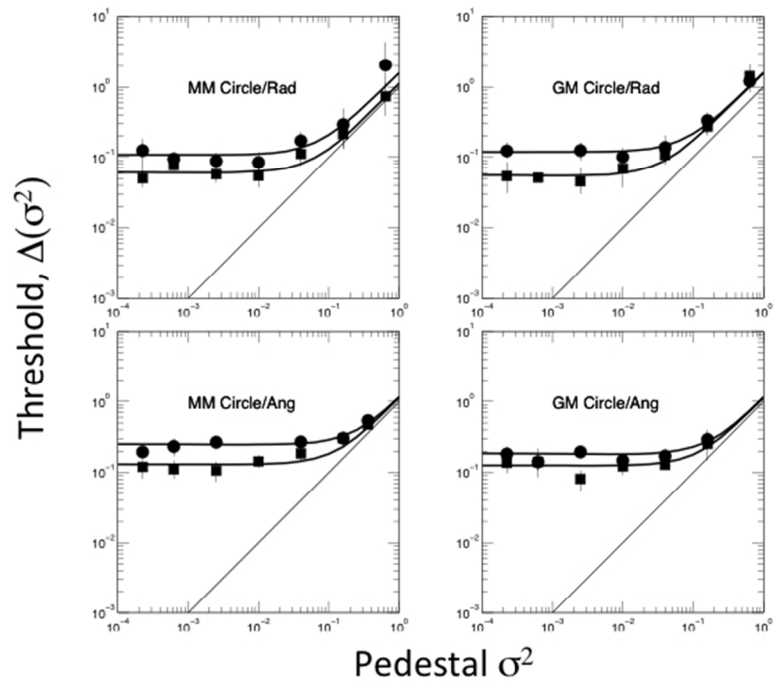 Threshold, Δ(σ²)
10¹
10⁰
10⁻¹
10⁻²
10⁻³
MM Circle/Rad
10⁻⁴ 10⁻³ 10⁻² 10⁻¹ 10⁰
10¹
10⁰
10⁻¹
10⁻²
10⁻³
GM Circle/Rad
10⁻⁴ 10⁻³ 10⁻² 10⁻¹ 10⁰
10¹
10⁰
10⁻¹
10⁻²
10⁻³
MM Circle/Ang
10⁻⁴ 10⁻³ 10⁻² 10⁻¹ 10⁰
10¹
10⁰
10⁻¹
10⁻²
10⁻³
GM Circle/Ang
10⁻⁴ 10⁻³ 10⁻² 10⁻¹ 10⁰
Pedestal σ²